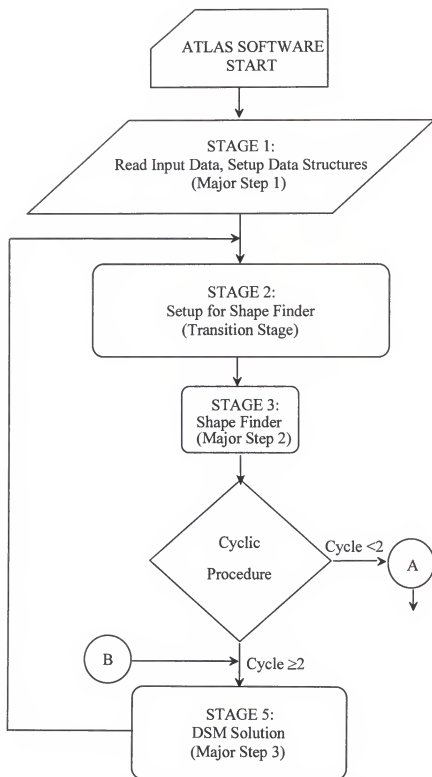 ATLAS SOFTWARE
START
STAGE 1:
Read Input Data, Setup Data Structures
(Major Step 1)
STAGE 2:
Setup for Shape Finder
(Transition Stage)
STAGE 3:
Shape Finder
(Major Step 2)
Cyclic
Procedure
Cycle <2
A
B
Cycle ≥2
STAGE 5:
DSM Solution
(Major Step 3)